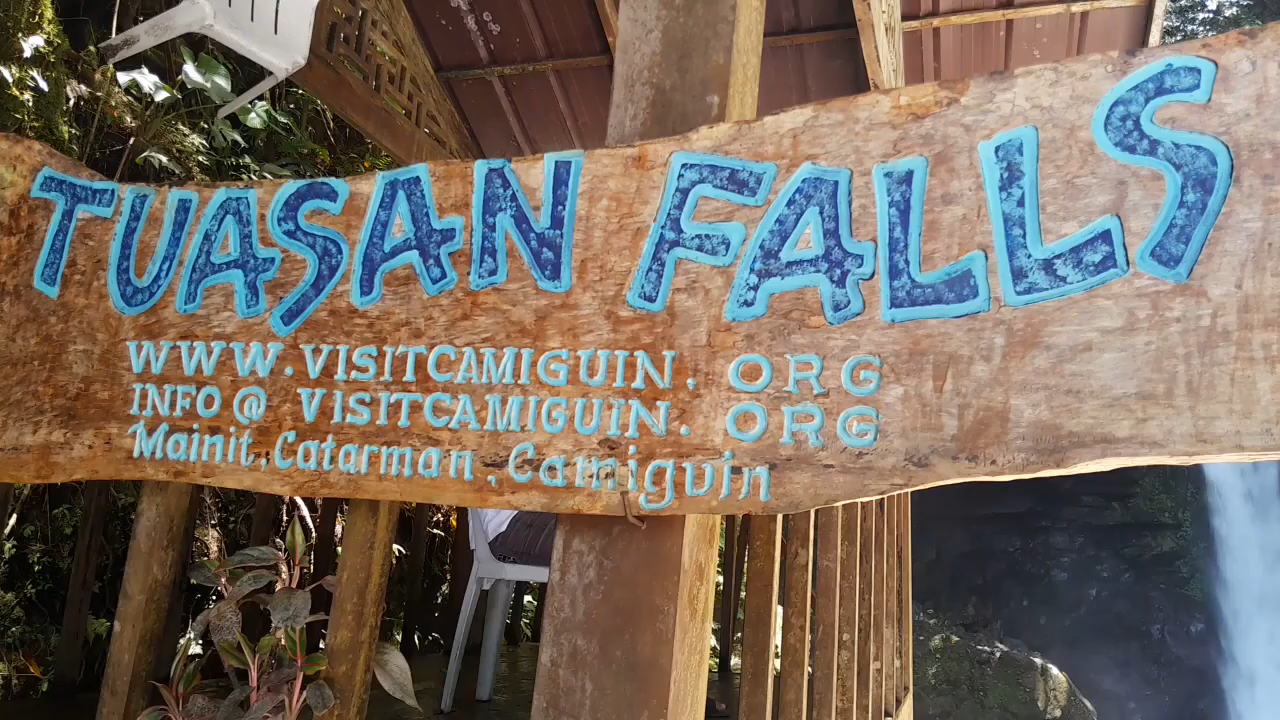 TUASAN FALLS
WWW.VISITCAMIGUIN.ORG
INFO@VISITCAMIGUIN.ORG
Mainit, Catarman, Camiguin